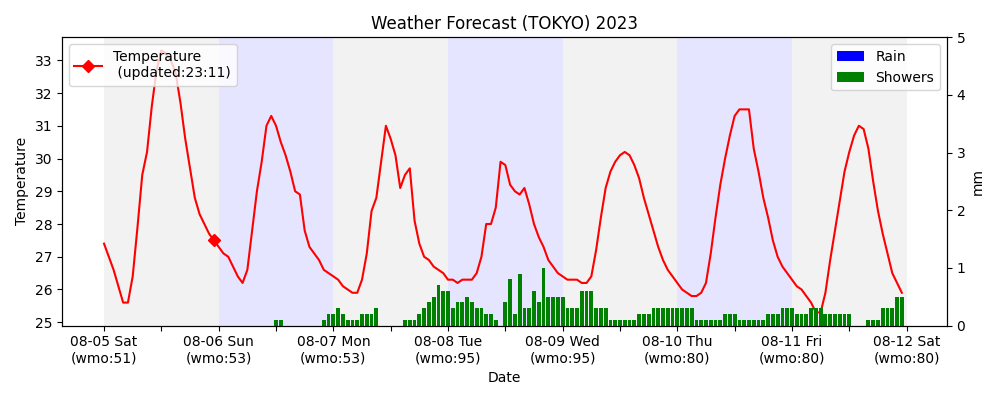 Weather Forecast (TOKYO) 2023
Temperature
(updated:23:11)
Rain
Showers
Temperature
33
32
31
30
29
28
27
26
25
5
4
3
2
1
0
mm
08-05 Sat
(wmo:51)
08-06 Sun
(wmo:53)
08-07 Mon
(wmo:53)
08-08 Tue
(wmo:95)
08-09 Wed
(wmo:95)
08-10 Thu
(wmo:80)
08-11 Fri
(wmo:80)
08-12 Sat
(wmo:80)
Date